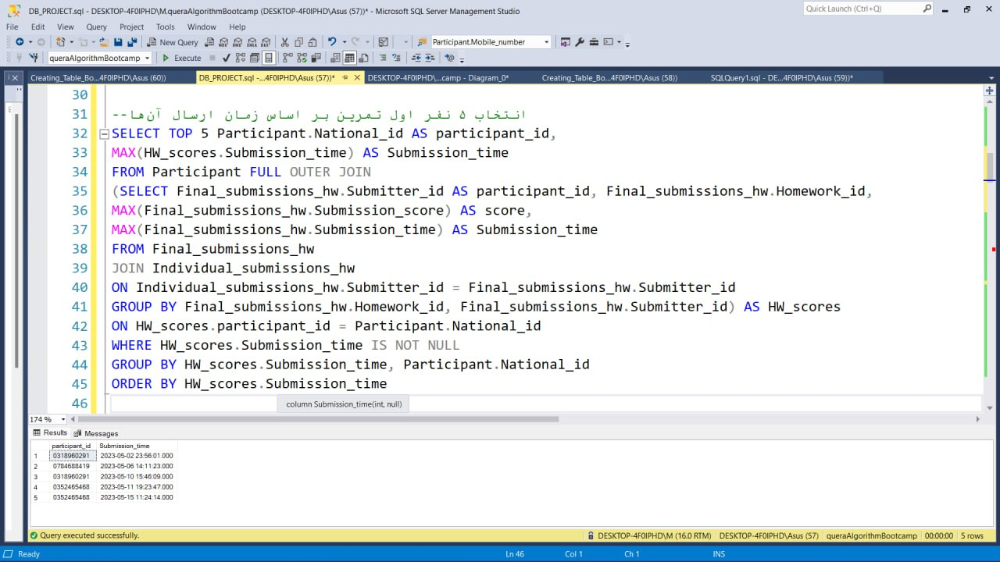 DB_PROJECT.sql - DESKTOP-4F0IPHD\M.queraAlgorithmBootcamp (DESKTOP-4F0IPHD\Asus (57))* - Microsoft SQL Server Management Studio
Quick Launch (Ctrl+Q)
File Edit View Query Project Tools Window Help
New Query
MDX DMX XMLA DAX
Participant.Mobile_number
queraAlgorithmBootcamp Execute
Creating_Table_Bo...4F0IPHD\Asus (60)) DB_PROJECT.sql -...4F0IPHD\Asus (57))* DESKTOP-4F0IPHD\...camp - Diagram_0* Creating_Table_Bo...4F0IPHD\Asus (58)) SQLQuery1.sql - DE...4F0IPHD\Asus (59))*
30
31 --انتخاب ۵ نفر اول تمرین بر اساس زمان ارسال آن‌ها
32 SELECT TOP 5 Participant.National_id AS participant_id,
33 MAX(HW_scores.Submission_time) AS Submission_time
34 FROM Participant FULL OUTER JOIN
35 (SELECT Final_submissions_hw.Submitter_id AS participant_id, Final_submissions_hw.Homework_id,
36 MAX(Final_submissions_hw.Submission_score) AS score,
37 MAX(Final_submissions_hw.Submission_time) AS Submission_time
38 FROM Final_submissions_hw
39 JOIN Individual_submissions_hw
40 ON Individual_submissions_hw.Submitter_id = Final_submissions_hw.Submitter_id
41 GROUP BY Final_submissions_hw.Homework_id, Final_submissions_hw.Submitter_id) AS HW_scores
42 ON HW_scores.participant_id = Participant.National_id
43 WHERE HW_scores.Submission_time IS NOT NULL
44 GROUP BY HW_scores.Submission_time, Participant.National_id
45 ORDER BY HW_scores.Submission_time
46 column Submission_time(int, null)
174 %
Results Messages
participant_id Submission_time
1 0318960291 2023-05-02 23:56:01.000
2 0784688419 2023-05-06 14:11:23.000
3 0318960291 2023-05-10 15:46:09.000
4 0352465468 2023-05-11 19:23:47.000
5 0352465468 2023-05-15 11:24:14.000
Query executed successfully. DESKTOP-4F0IPHD\M (16.0 RTM) DESKTOP-4F0IPHD\Asus (57) queraAlgorithmBootcamp 00:00:00 5 rows
Ready Ln 46 Col 1 Ch 1 INS